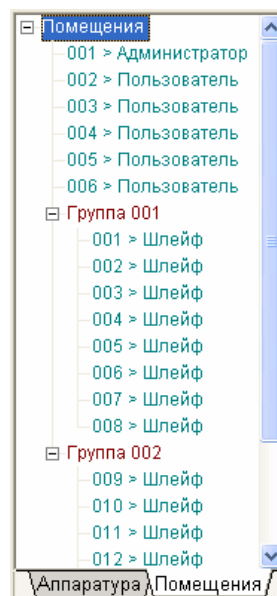 Помещения
001 > Администратор
002 > Пользователь
003 > Пользователь
004 > Пользователь
005 > Пользователь
006 > Пользователь
Группа 001
001 > Шлейф
002 > Шлейф
003 > Шлейф
004 > Шлейф
005 > Шлейф
006 > Шлейф
007 > Шлейф
008 > Шлейф
Группа 002
009 > Шлейф
010 > Шлейф
011 > Шлейф
012 > Шлейф
Аппаратура Помещения